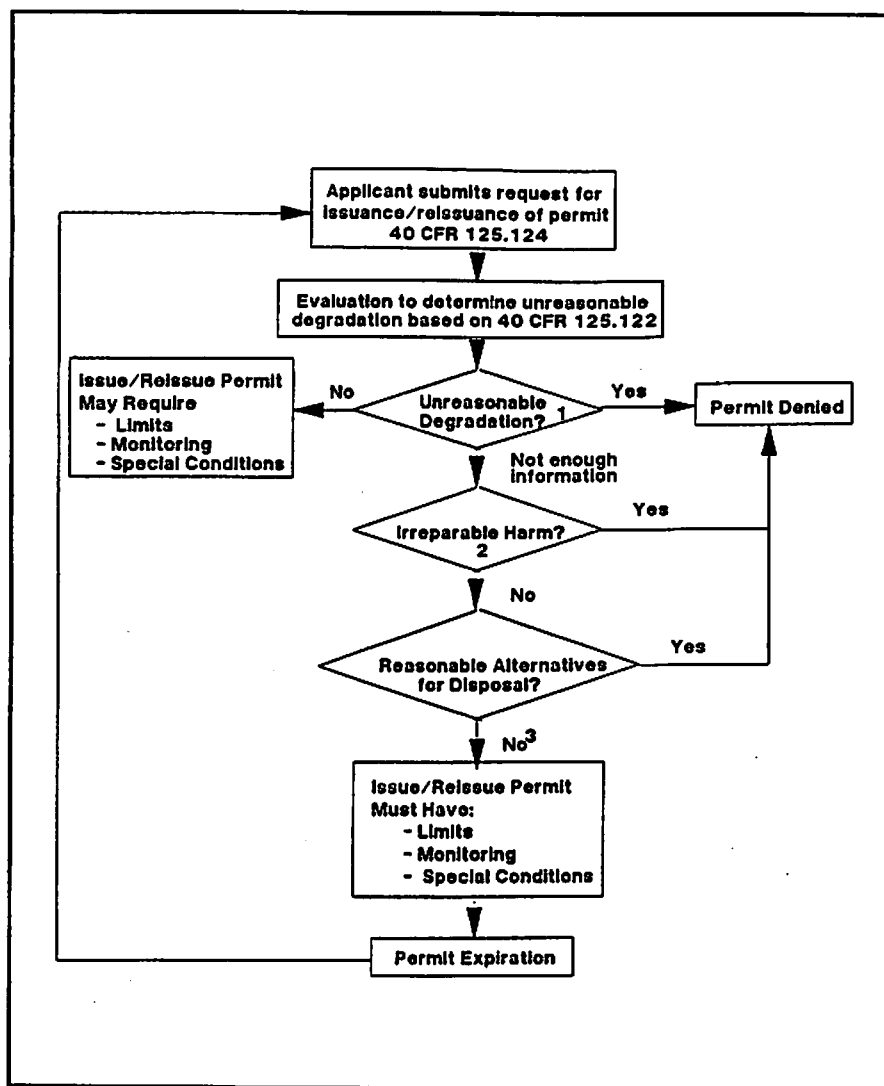 Applicant submits request for
issuance/reissuance of permit
40 CFR 125.124
Evaluation to determine unreasonable
degradation based on 40 CFR 125.122
Issue/Reissue Permit
May Require
- Limits
- Monitoring
- Special Conditions
No
Unreasonable
Degradation? 1
Yes
Permit Denied
Not enough
information
Irreparable Harm?
2
Yes
No
Reasonable Alternatives
for Disposal?
Yes
No3
Issue/Reissue Permit
Must Have:
- Limits
- Monitoring
- Special Conditions
Permit Expiration